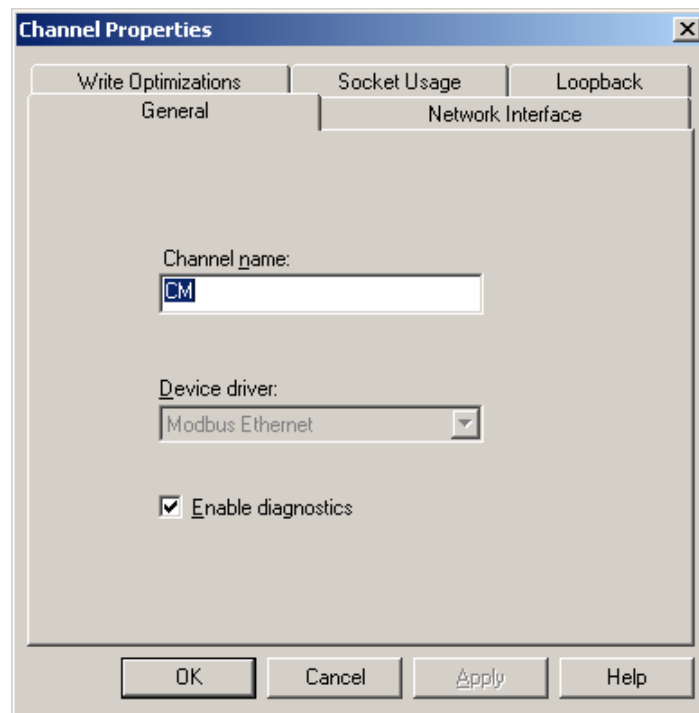 Channel Properties
Write Optimizations Socket Usage Loopback
General Network Interface
Channel name:
CM
Device driver:
Modbus Ethernet
Enable diagnostics
OK Cancel Apply Help